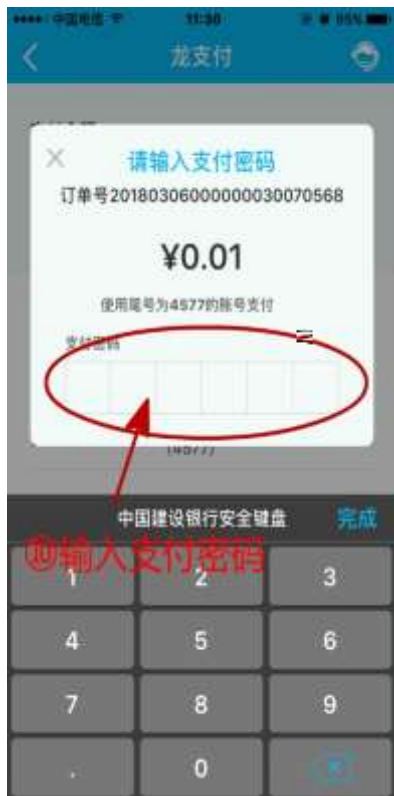 中国电信 11:30 85%
龙支付
请输入支付密码
订单号20180306000000030070568
¥0.01
使用尾号为4577的账号支付
支付密码
(4577)
中国建设银行安全键盘 完成
⑩输入支付密码
1 2 3
4 5 6
7 8 9
. 0